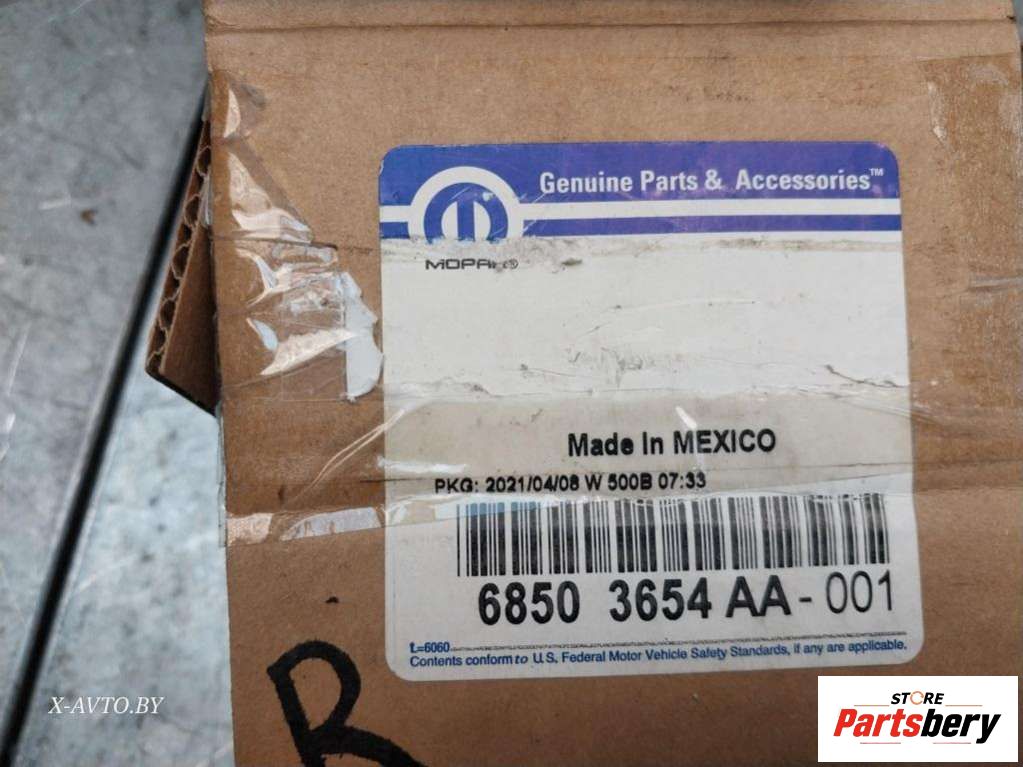 Genuine Parts & Accessories™
MOPAR®
Made In MEXICO
PKG: 2021/04/08 W 500B 07:33
6850 3654 AA - 001
L=6060
Contents conform to U.S. Federal Motor Vehicle Safety Standards, if any are applicable.
R
X-AVTO.BY
STORE
Partsbery